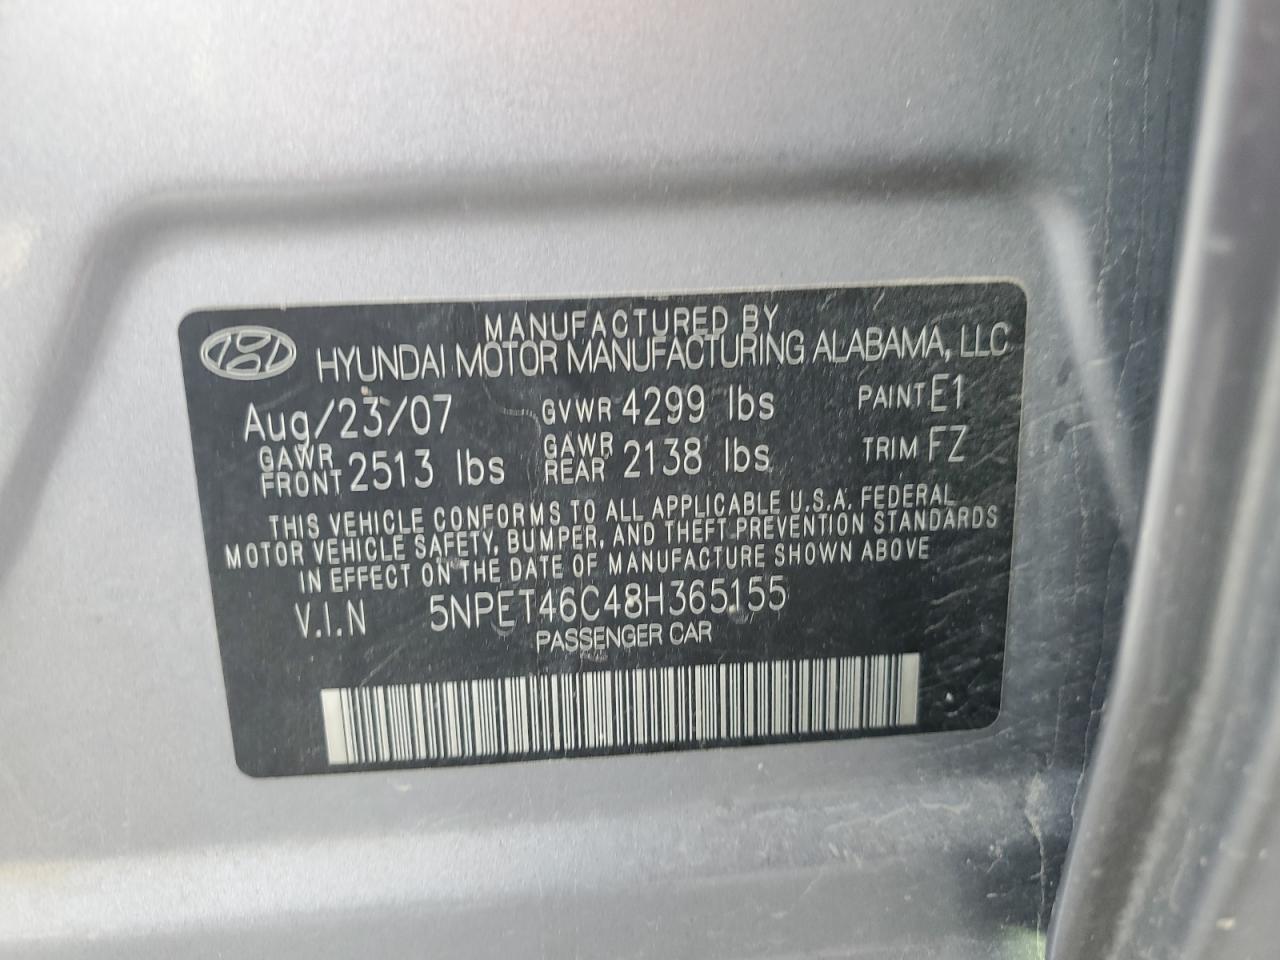 MANUFACTURED BY
HYUNDAI MOTOR MANUFACTURING ALABAMA, LLC
Aug/23/07 GVWR 4299 lbs PAINT E1
GAWR FRONT 2513 lbs GAWR REAR 2138 lbs TRIM FZ
THIS VEHICLE CONFORMS TO ALL APPLICABLE U.S.A. FEDERAL
MOTOR VEHICLE SAFETY, BUMPER, AND THEFT PREVENTION STANDARDS
IN EFFECT ON THE DATE OF MANUFACTURE SHOWN ABOVE
V.I.N 5NPET46C48H365155
PASSENGER CAR